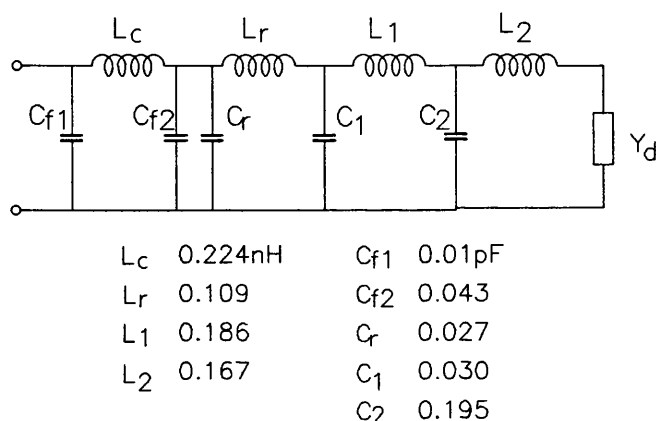 Lc Lr L1 L2
Cf1 Cf2 Cr C1 C2 Yd
Lc 0.224nH Cf1 0.01pF
Lr 0.109 Cf2 0.043
L1 0.186 Cr 0.027
L2 0.167 C1 0.030
C2 0.195